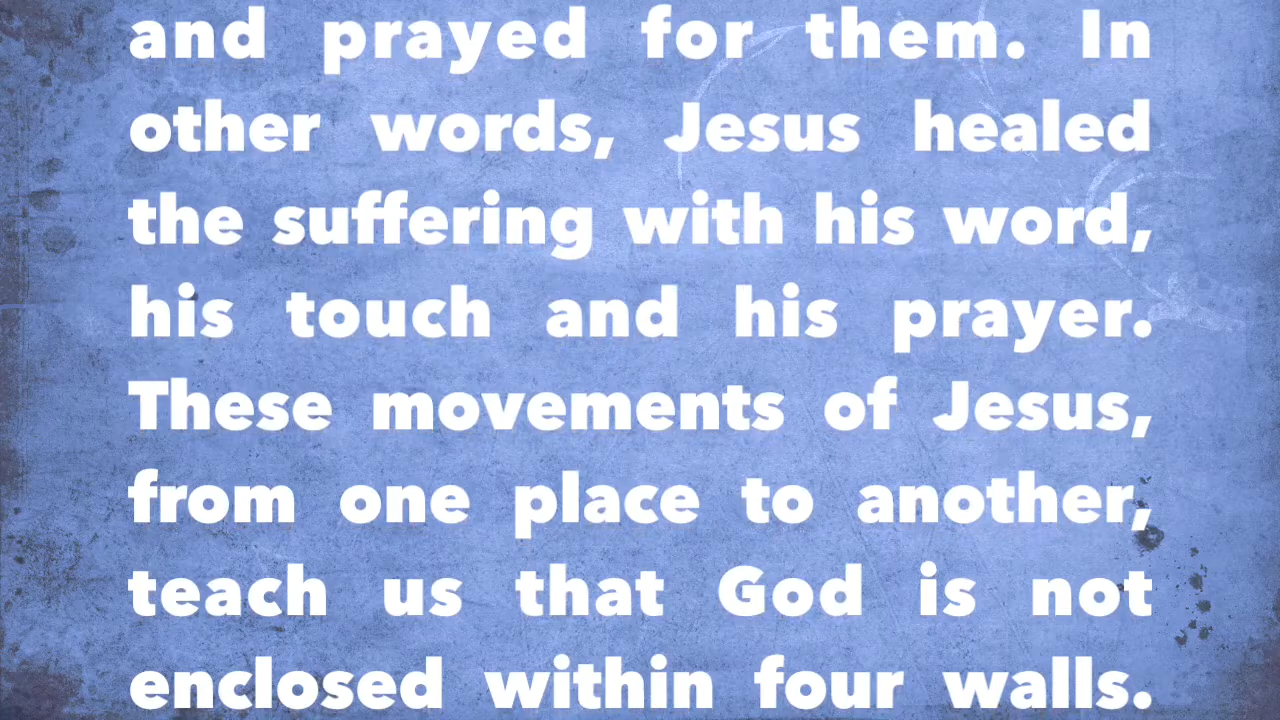 and prayed for them. In
other words, Jesus healed
the suffering with his word,
his touch and his prayer.
These movements of Jesus,
from one place to another,
teach us that God is not
enclosed within four walls.